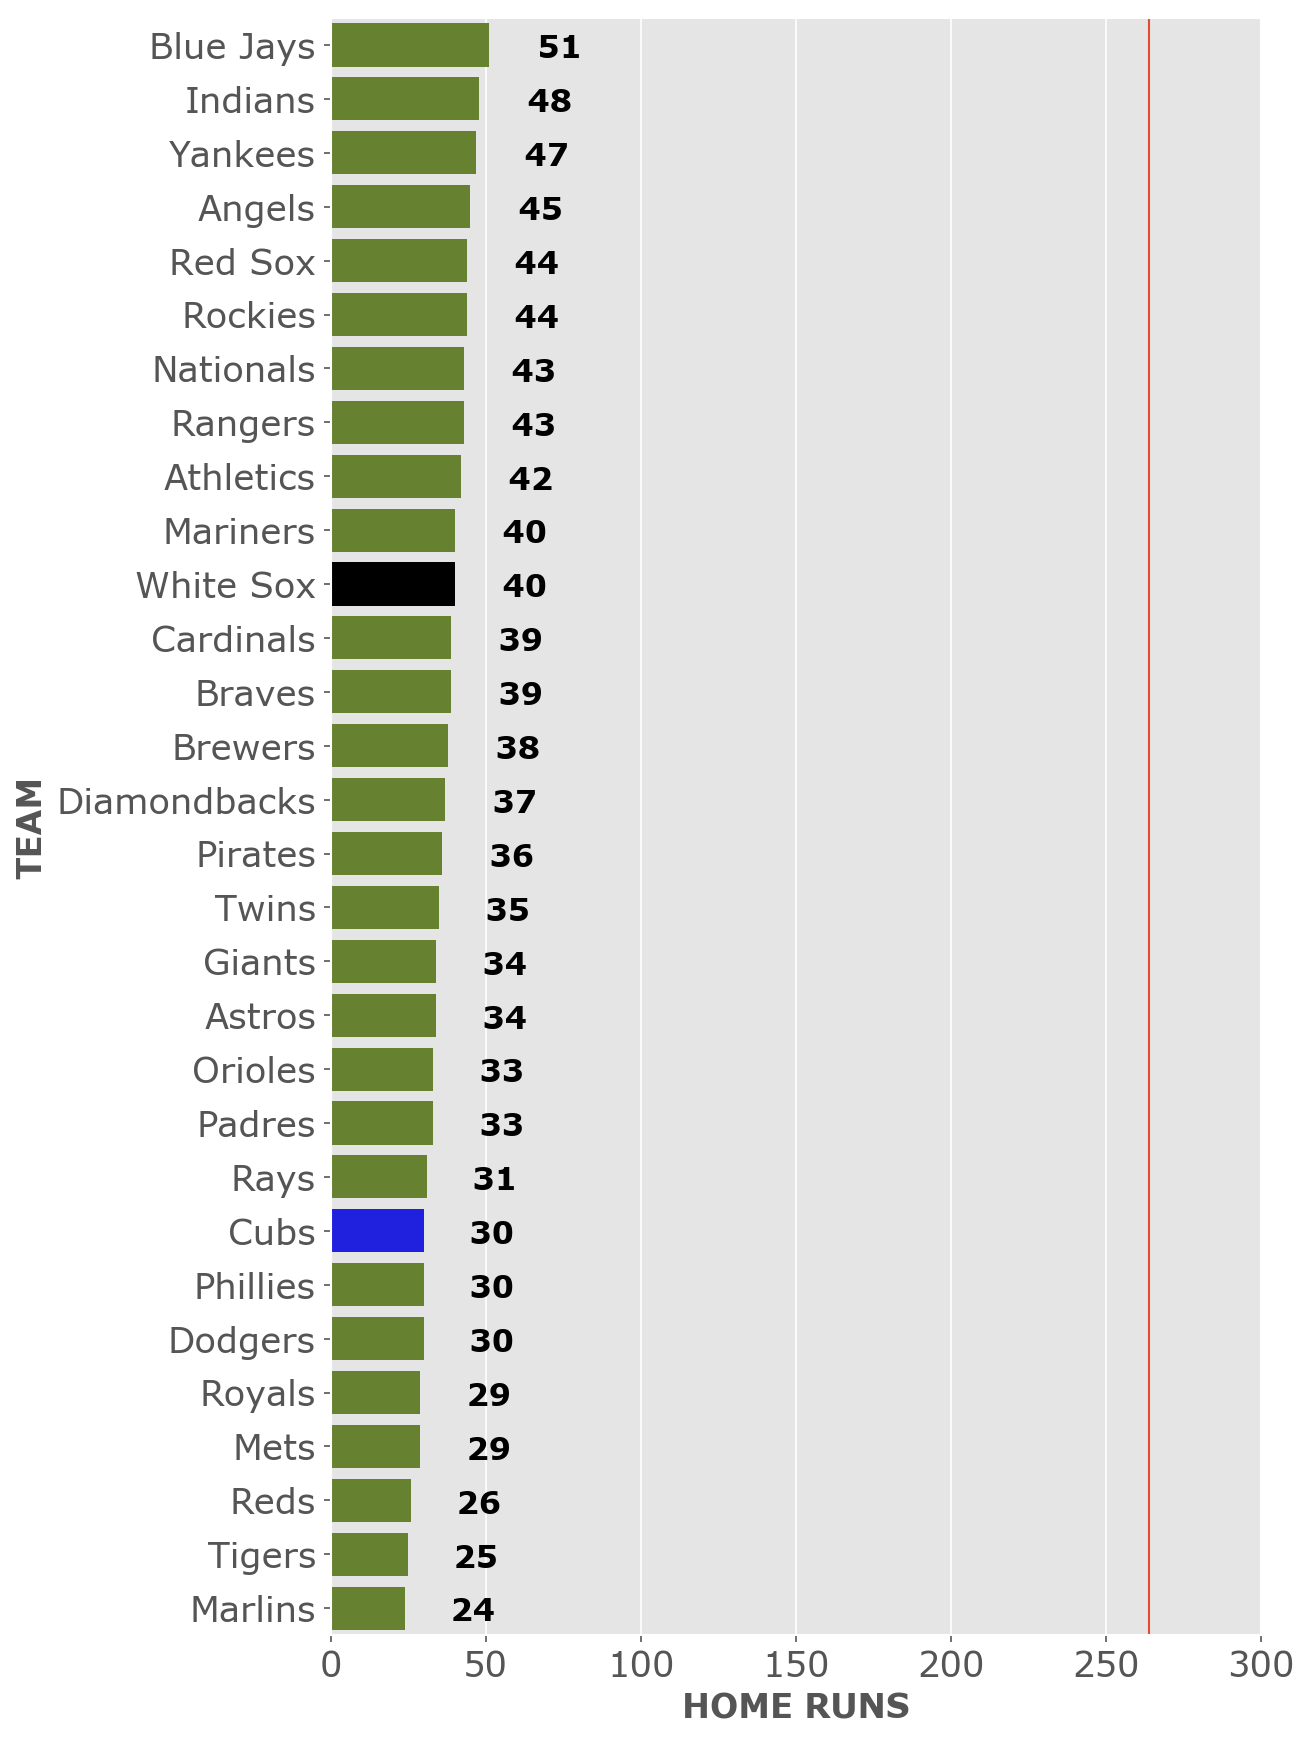 Blue Jays 51
Indians 48
Yankees 47
Angels 45
Red Sox 44
Rockies 44
Nationals 43
Rangers 43
Athletics 42
Mariners 40
White Sox 40
Cardinals 39
Braves 39
Brewers 38
Diamondbacks 37
Pirates 36
Twins 35
Giants 34
Astros 34
Orioles 33
Padres 33
Rays 31
Cubs 30
Phillies 30
Dodgers 30
Royals 29
Mets 29
Reds 26
Tigers 25
Marlins 24
TEAM
0 50 100 150 200 250 300
HOME RUNS